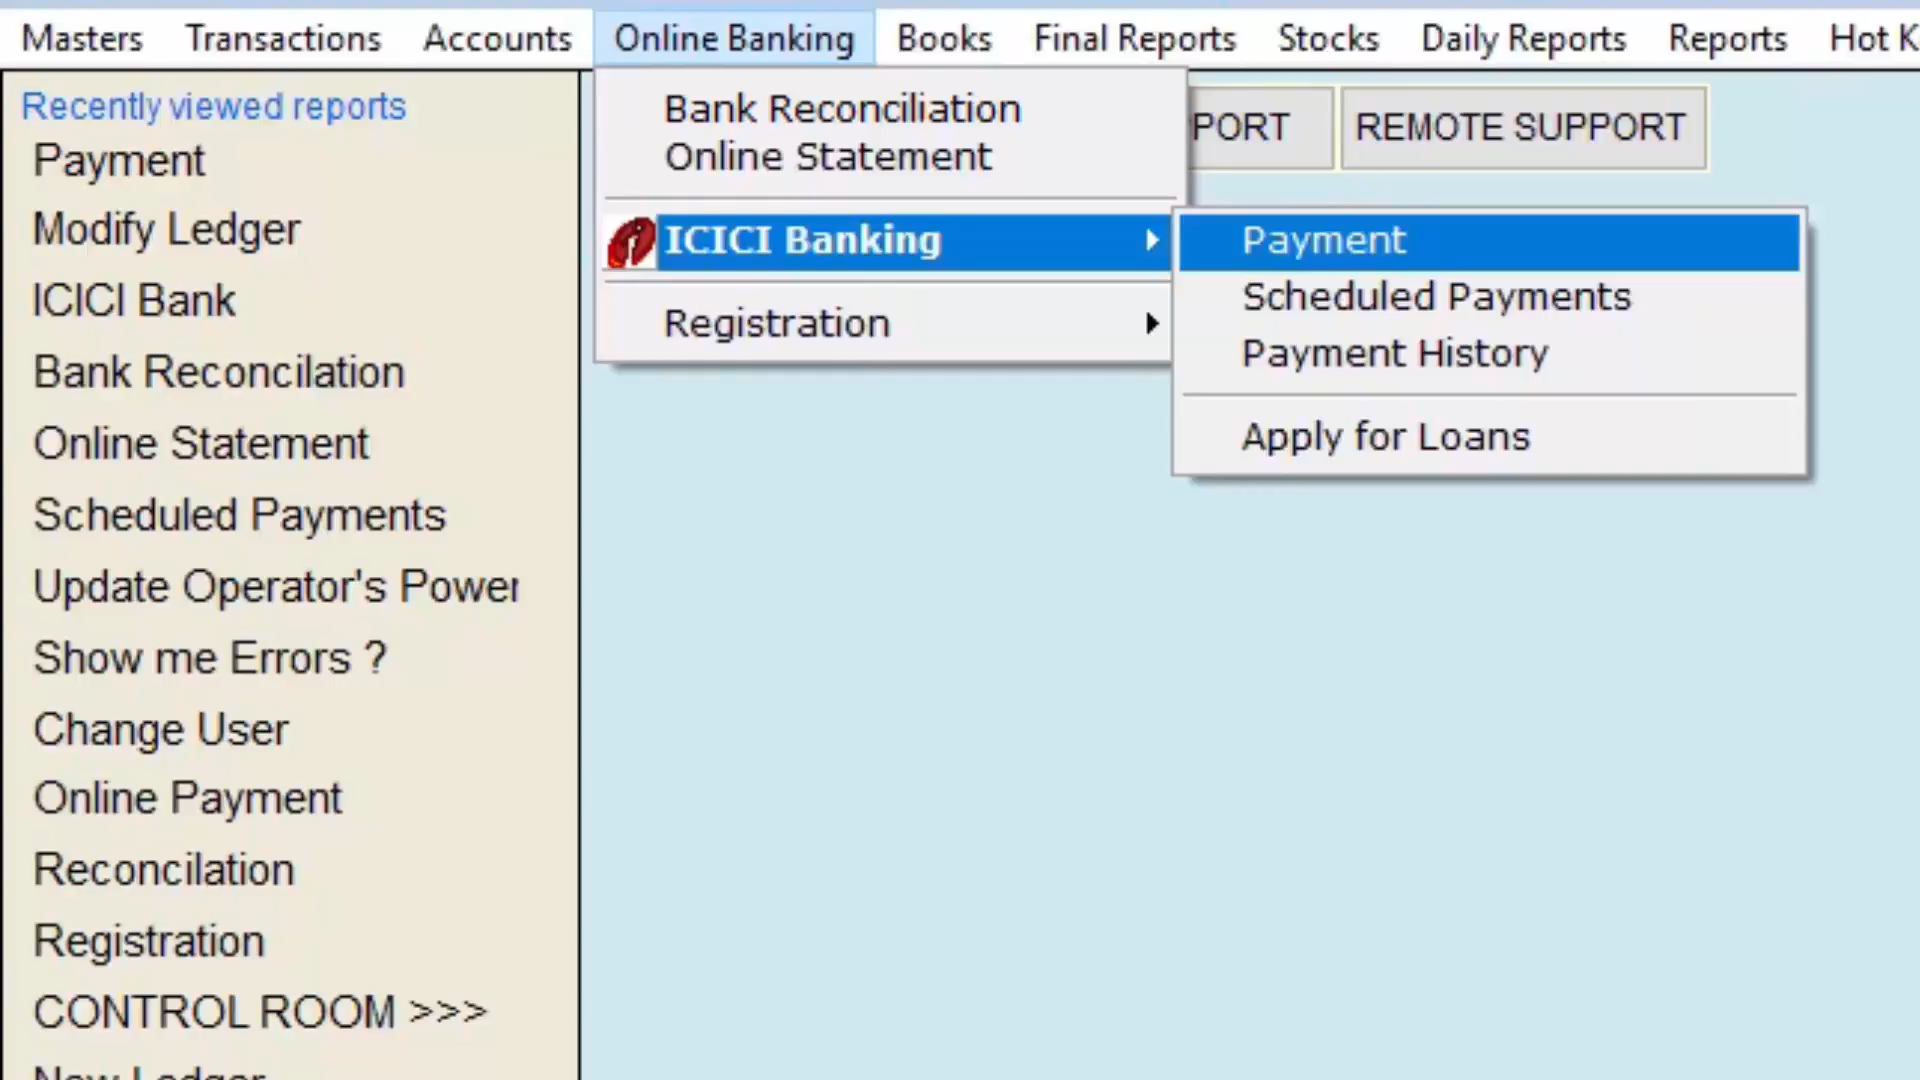 Masters Transactions Accounts Online Banking Books Final Reports Stocks Daily Reports Reports Hot K
Recently viewed reports
Payment
Modify Ledger
ICICI Bank
Bank Reconcilation
Online Statement
Scheduled Payments
Update Operator's Power
Show me Errors ?
Change User
Online Payment
Reconcilation
Registration
CONTROL ROOM >>>
New Ledger
Bank Reconciliation
Online Statement
ICICI Banking
Registration
PORT
REMOTE SUPPORT
Payment
Scheduled Payments
Payment History
Apply for Loans